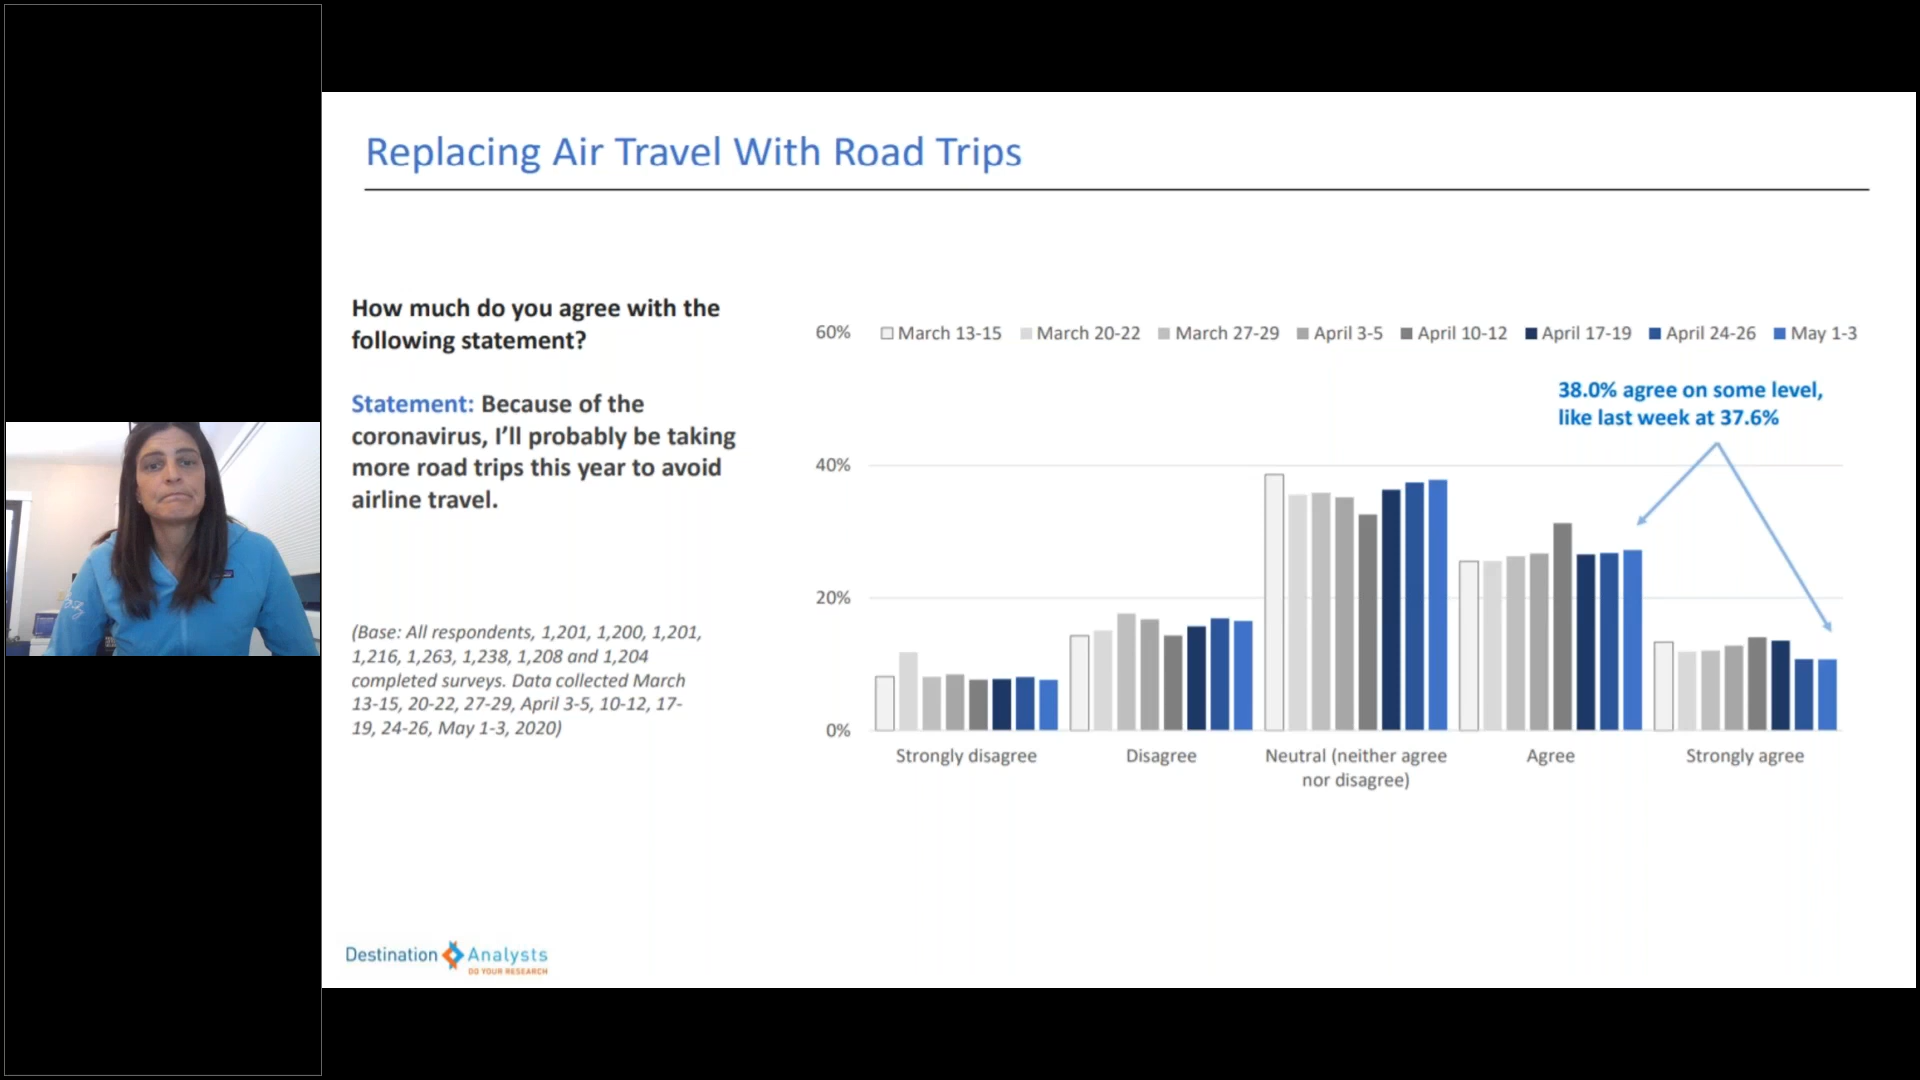 Replacing Air Travel With Road Trips
How much do you agree with the
following statement?
Statement: Because of the
coronavirus, I'll probably be taking
more road trips this year to avoid
airline travel.
(Base: All respondents, 1,201, 1,200, 1,201,
1,216, 1,263, 1,238, 1,208 and 1,204
completed surveys. Data collected March
13-15, 20-22, 27-29, April 3-5, 10-12, 17-
19, 24-26, May 1-3, 2020)
60%
March 13-15 March 20-22 March 27-29 April 3-5 April 10-12 April 17-19 April 24-26 May 1-3
38.0% agree on some level,
like last week at 37.6%
40%
20%
0%
Strongly disagree Disagree Neutral (neither agree Agree Strongly agree
nor disagree)
Destination Analysts
DO YOUR RESEARCH